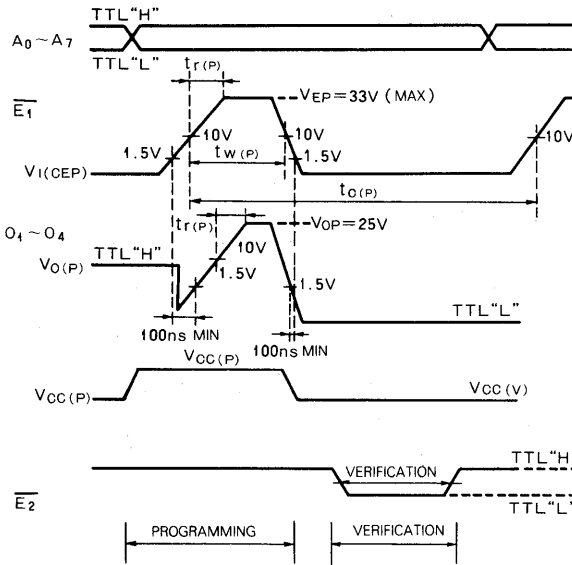 TTL"H"
A0~A7
TTL"L"
tr(P)
E1
VEP=33V (MAX)
10V
10V
1.5V
tw(P)
1.5V
10V
VI(CEP)
tc(P)
tr(P)
O1~O4
VOP=25V
TTL"H"
10V
VO(P)
1.5V
1.5V
TTL"L"
100ns MIN
100ns MIN
VCC(P)
VCC(P)
VCC(V)
TTL"H
VERIFICATION
E2
TTL"L"
PROGRAMMING
VERIFICATION